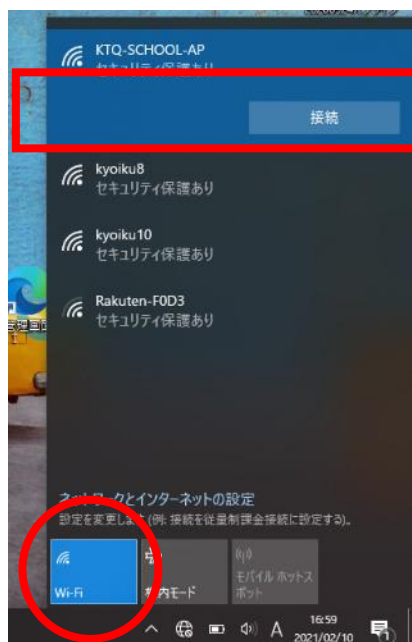 KTQ-SCHOOL-AP
セキュリティ保護あり
接続
kyoiku8
セキュリティ保護あり
kyoiku10
セキュリティ保護あり
Rakuten-F0D3
セキュリティ保護あり
ネットワークとインターネットの設定
設定を変更します (例: 接続を従量制課金接続に設定する)。
Wi-Fi
機内モード
モバイル ホットス
ポット
A
16:59
2021/02/10
1